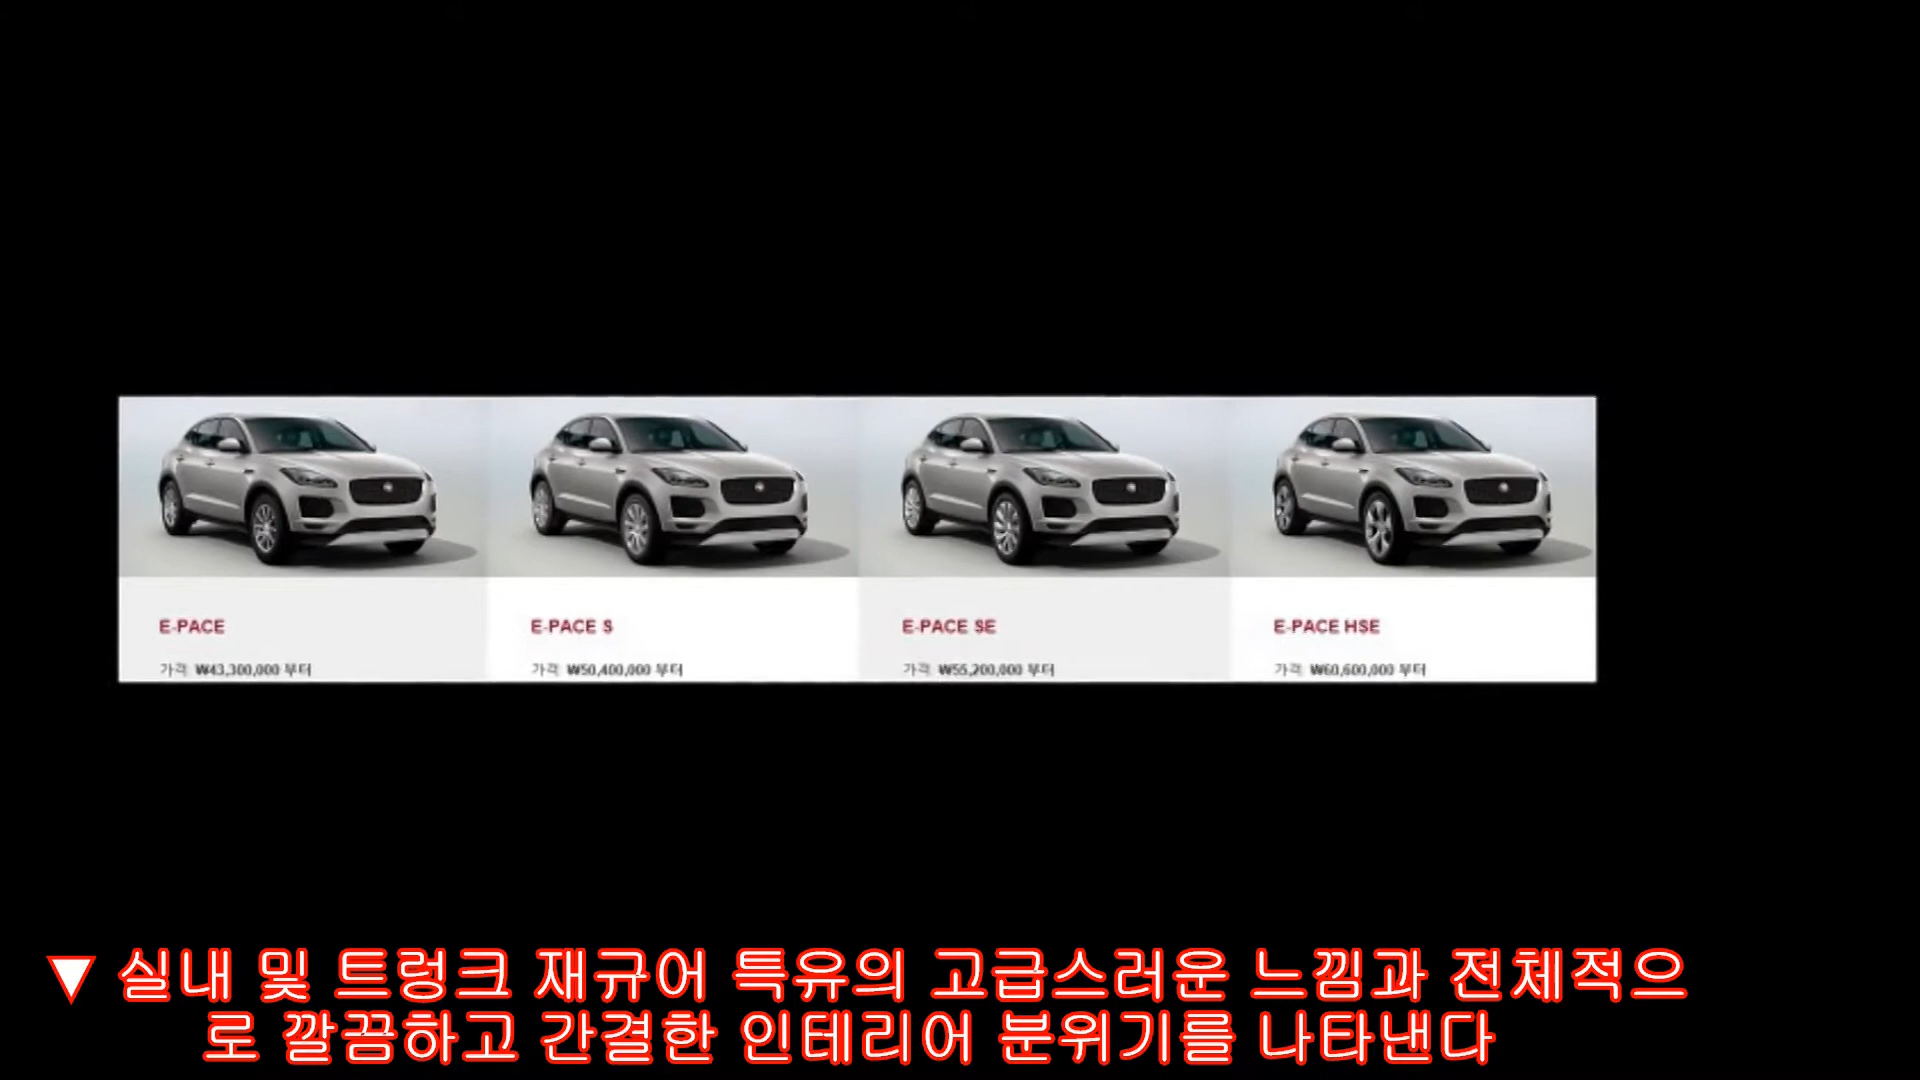 E-PACE
E-PACE S
E-PACE SE
E-PACE HSE
가격 ₩43,300,000 부터
가격 ₩50,400,000 부터
가격 ₩55,200,000 부터
가격 ₩60,600,000 부터
▼ 실내 및 트렁크 재규어 특유의 고급스러운 느낌과 전체적으
로 깔끔하고 간결한 인테리어 분위기를 나타낸다